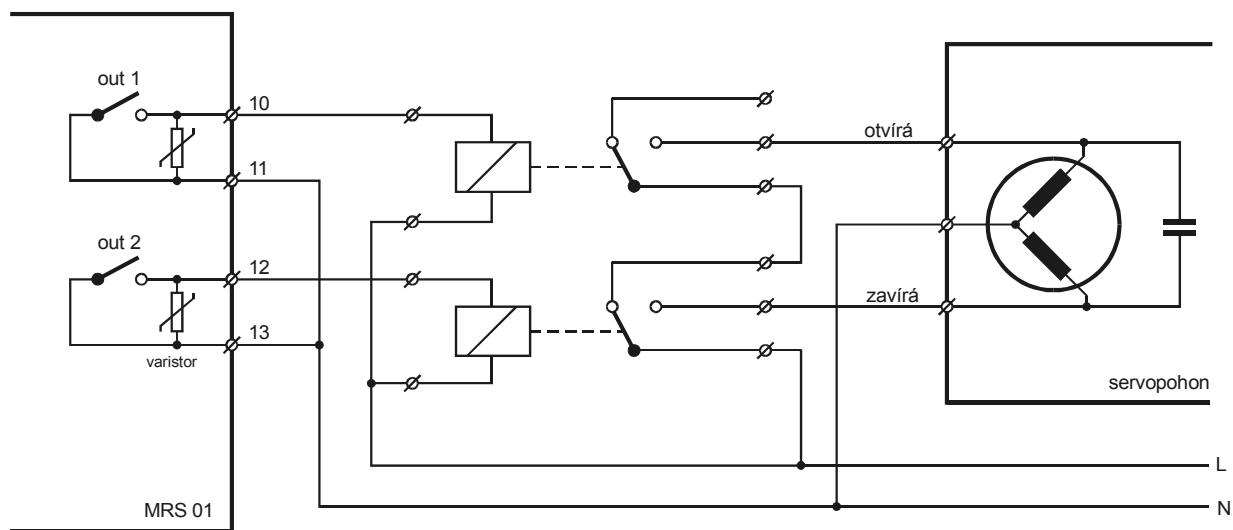 out 1
10
11
out 2
12
13
varistor
MRS 01
otvírá
zavírá
servopohon
L
N